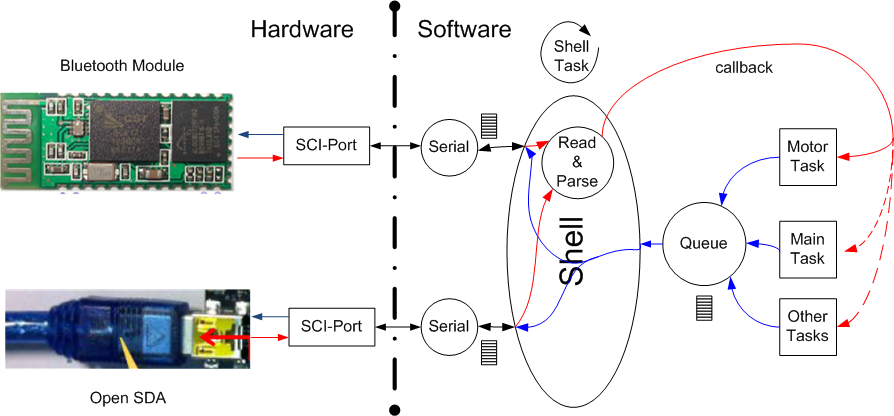 Hardware
Software
Bluetooth Module
Shell
Task
callback
SCI-Port
Serial
Read
&
Parse
Motor
Task
Shell
Queue
Main
Task
SCI-Port
Serial
Other
Tasks
Open SDA